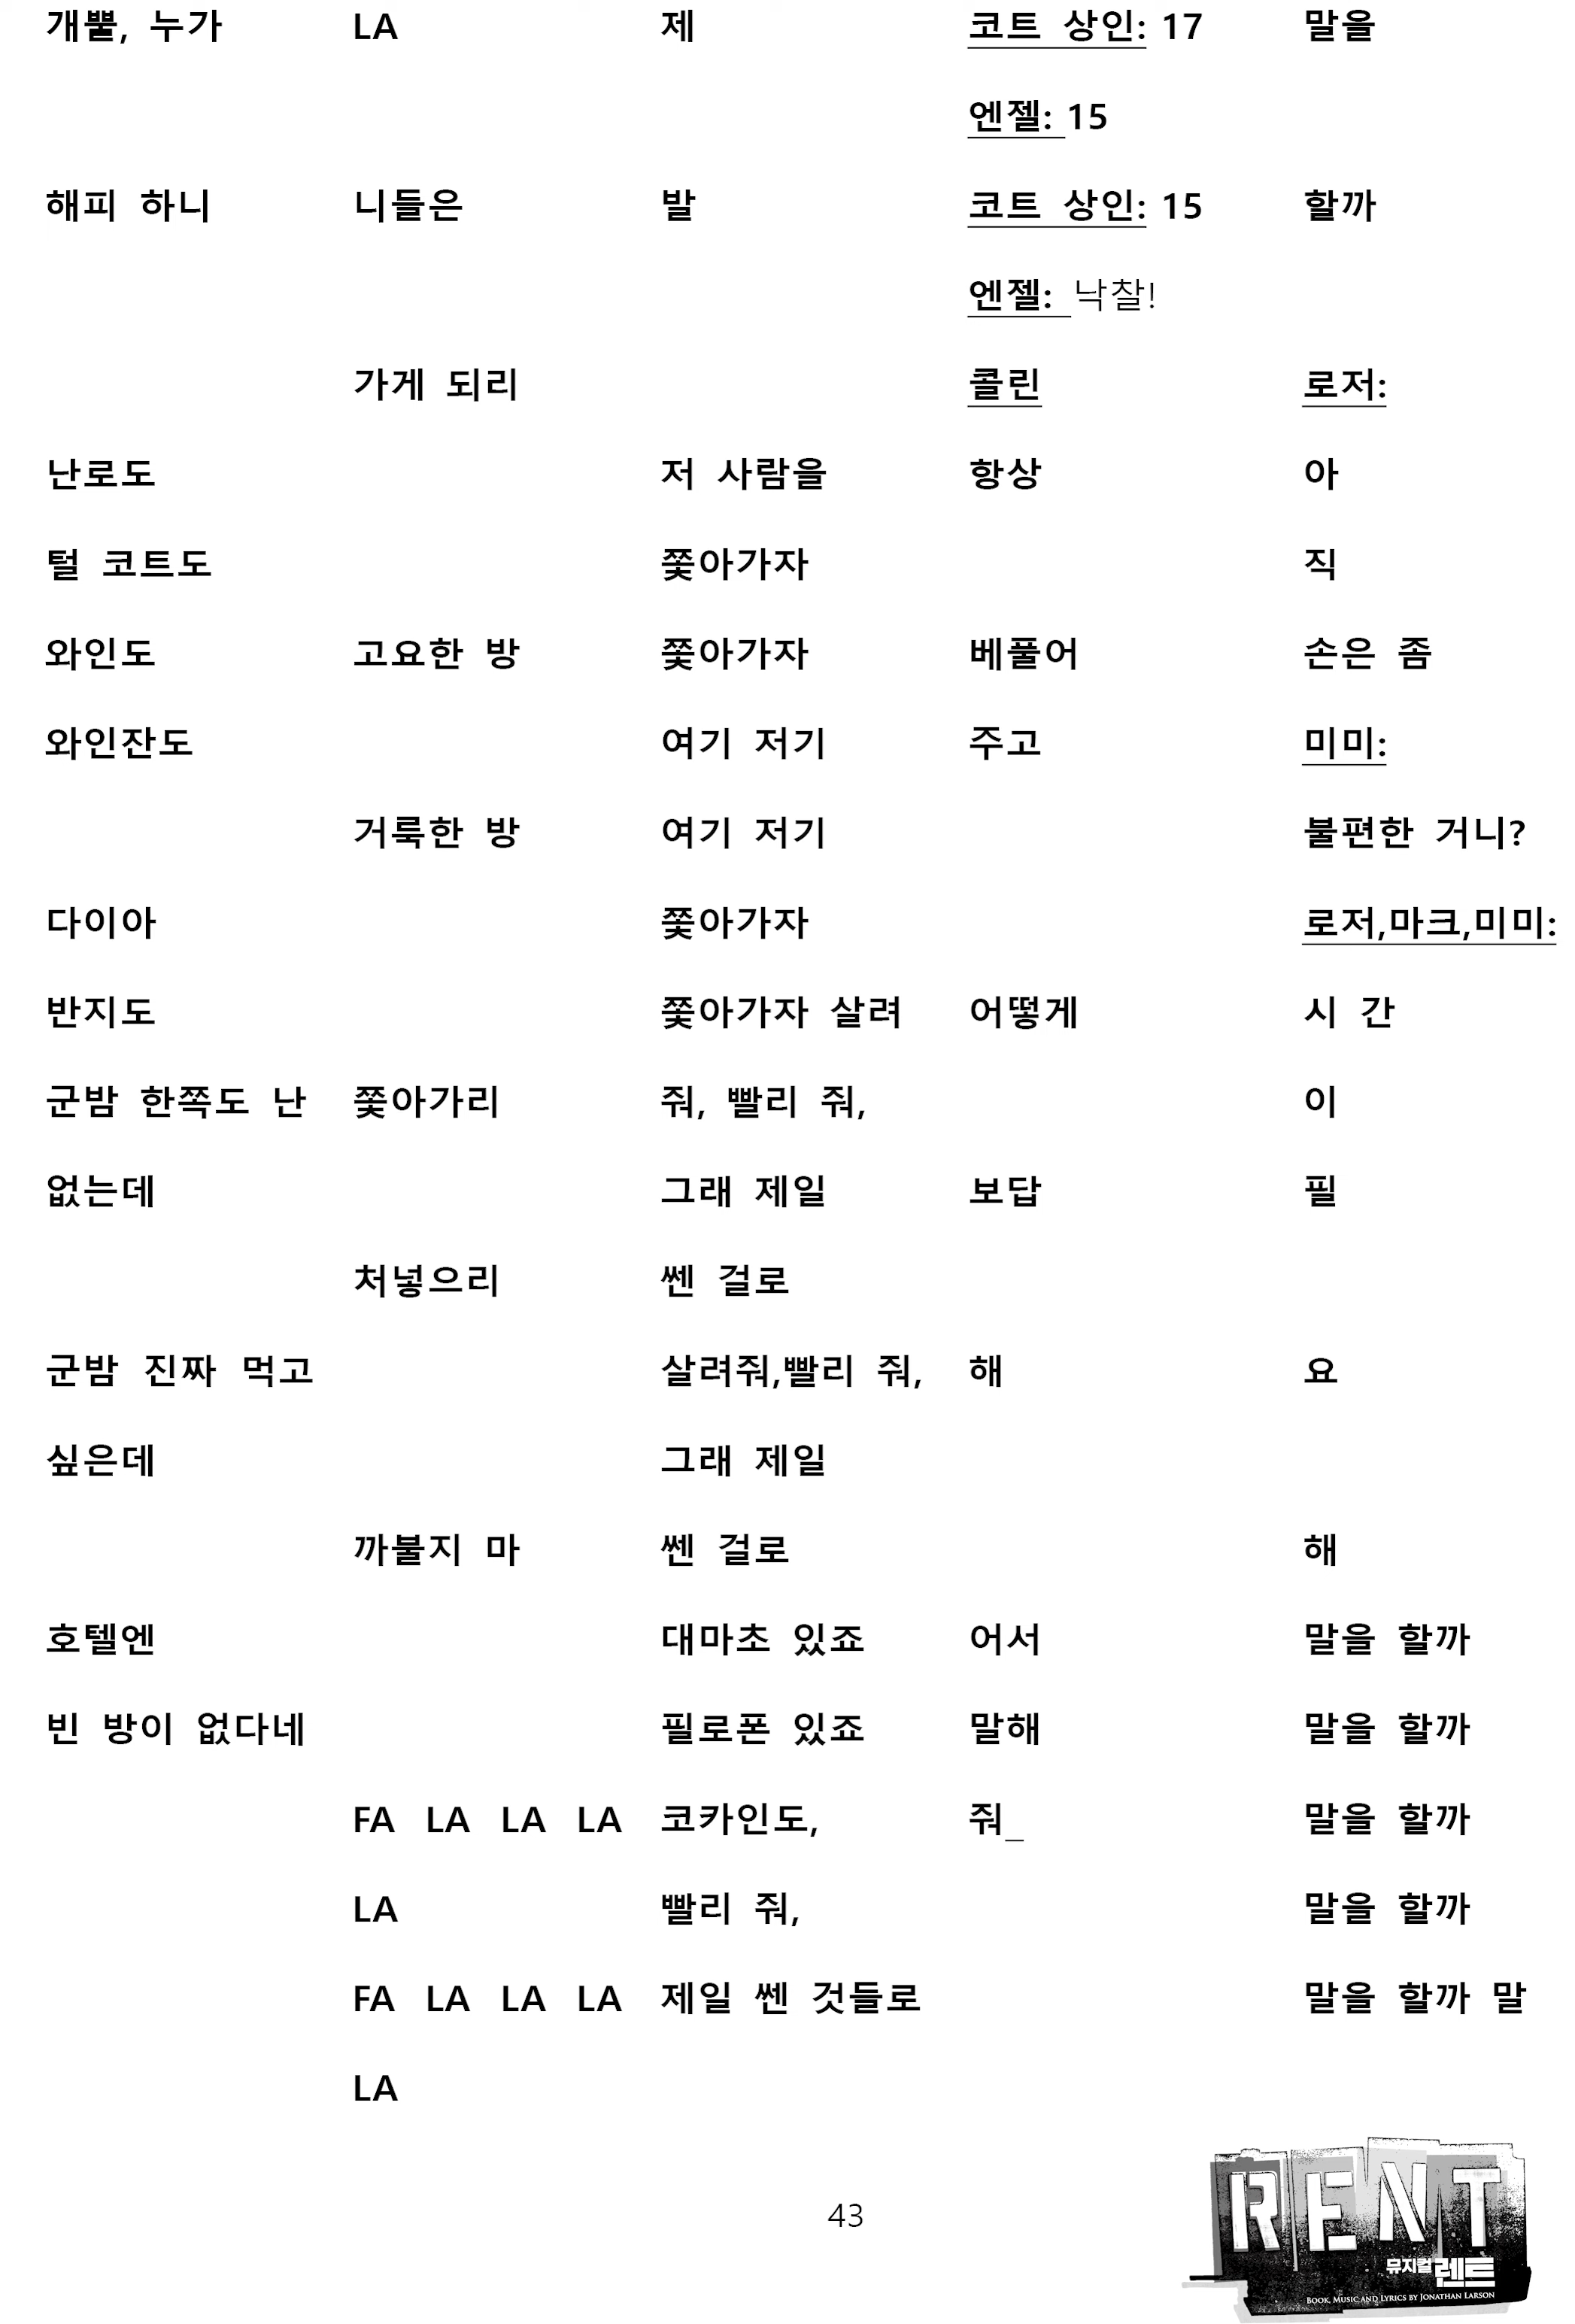 개뿔, 누가 LA 제 코트 상인: 17 말을
엔젤: 15
해피 하니 니들은 발 코트 상인: 15 할까
엔젤: 낙찰!
가게 되리 콜린 로저:
난로도 저 사람을 항상 아
털 코트도 쫓아가자 직
와인도 고요한 방 쫓아가자 베풀어 손은 좀
와인잔도 여기 저기 주고 미미:
거룩한 방 여기 저기 불편한 거니?
다이아 쫓아가자 로저,마크,미미:
반지도 쫓아가자 살려 어떻게 시 간
군밤 한쪽도 난 쫓아가리 줘, 빨리 줘, 이
없는데 그래 제일 보답 필
처넣으리 쎈 걸로
군밤 진짜 먹고 살려줘,빨리 줘, 해 요
싶은데 그래 제일
까불지 마 쎈 걸로 해
호텔엔 대마초 있죠 어서 말을 할까
빈 방이 없다네 필로폰 있죠 말해 말을 할까
FA LA LA LA 코카인도, 줘_ 말을 할까
LA 빨리 줘, 말을 할까
FA LA LA LA 제일 쎈 것들로 말을 할까 말
LA
43
RENT
뮤지컬 렌트
BOOK, MUSIC AND LYRICS BY JONATHAN LARSON